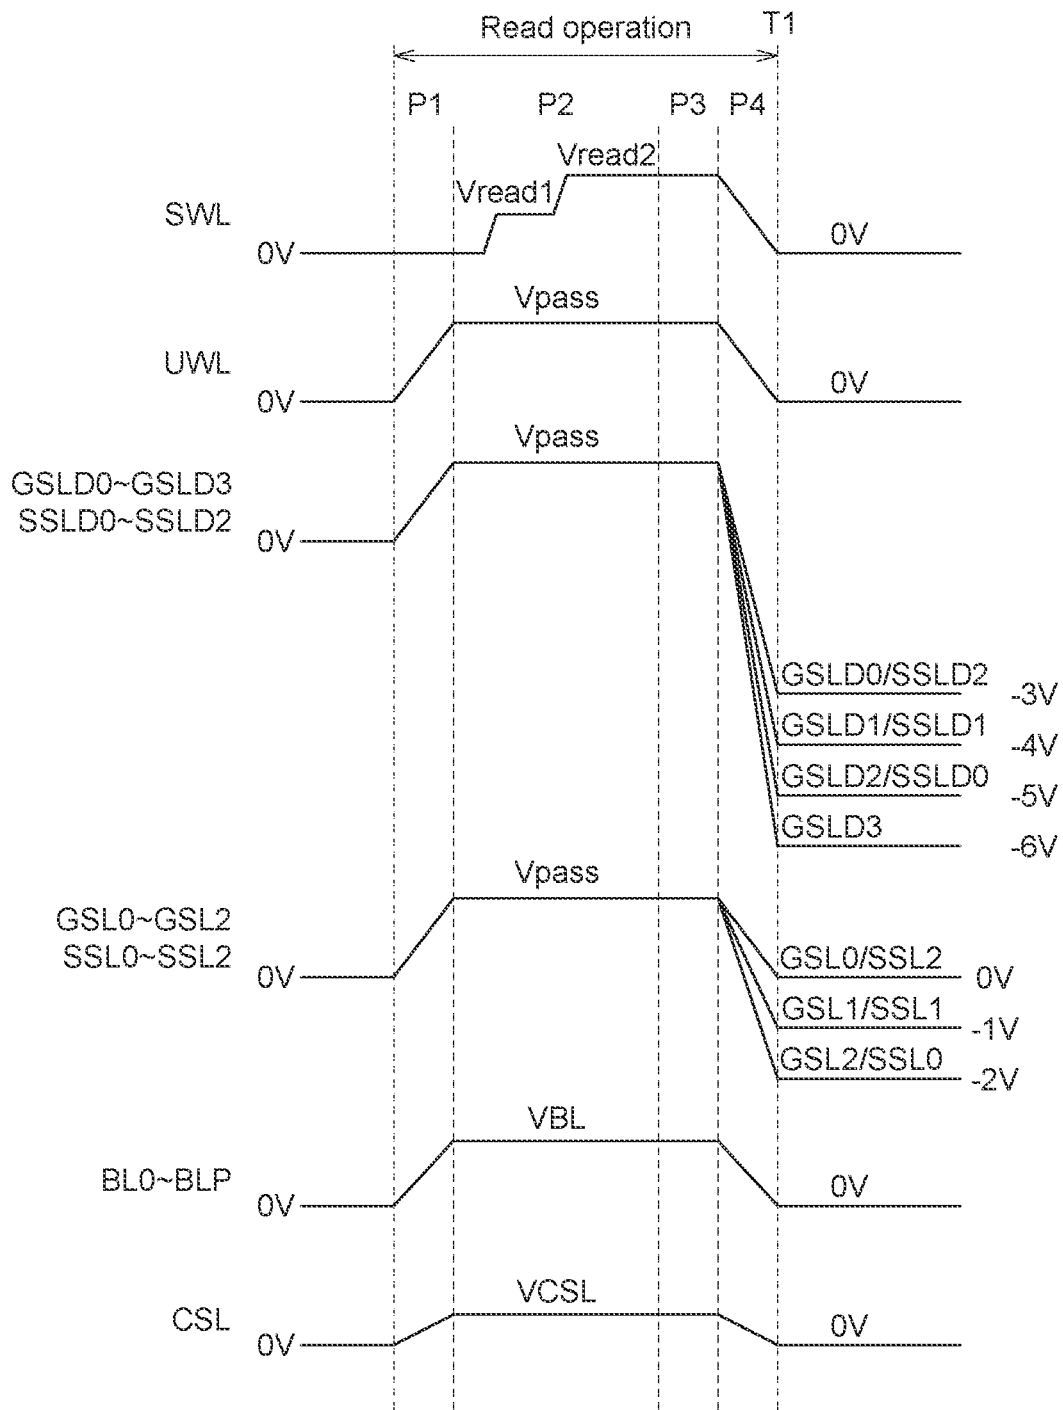 Read operation
T1
P1
P2
P3
P4
Vread2
Vread1
SWL
0V
0V
Vpass
UWL
0V
0V
Vpass
GSLD0~GSLD3
SSLD0~SSLD2
0V
GSLD0/SSLD2
-3V
GSLD1/SSLD1
-4V
GSLD2/SSLD0
-5V
GSLD3
-6V
Vpass
GSL0~GSL2
SSL0~SSL2
0V
GSL0/SSL2
0V
GSL1/SSL1
-1V
GSL2/SSL0
-2V
VBL
BL0~BLP
0V
0V
VCSL
CSL
0V
0V